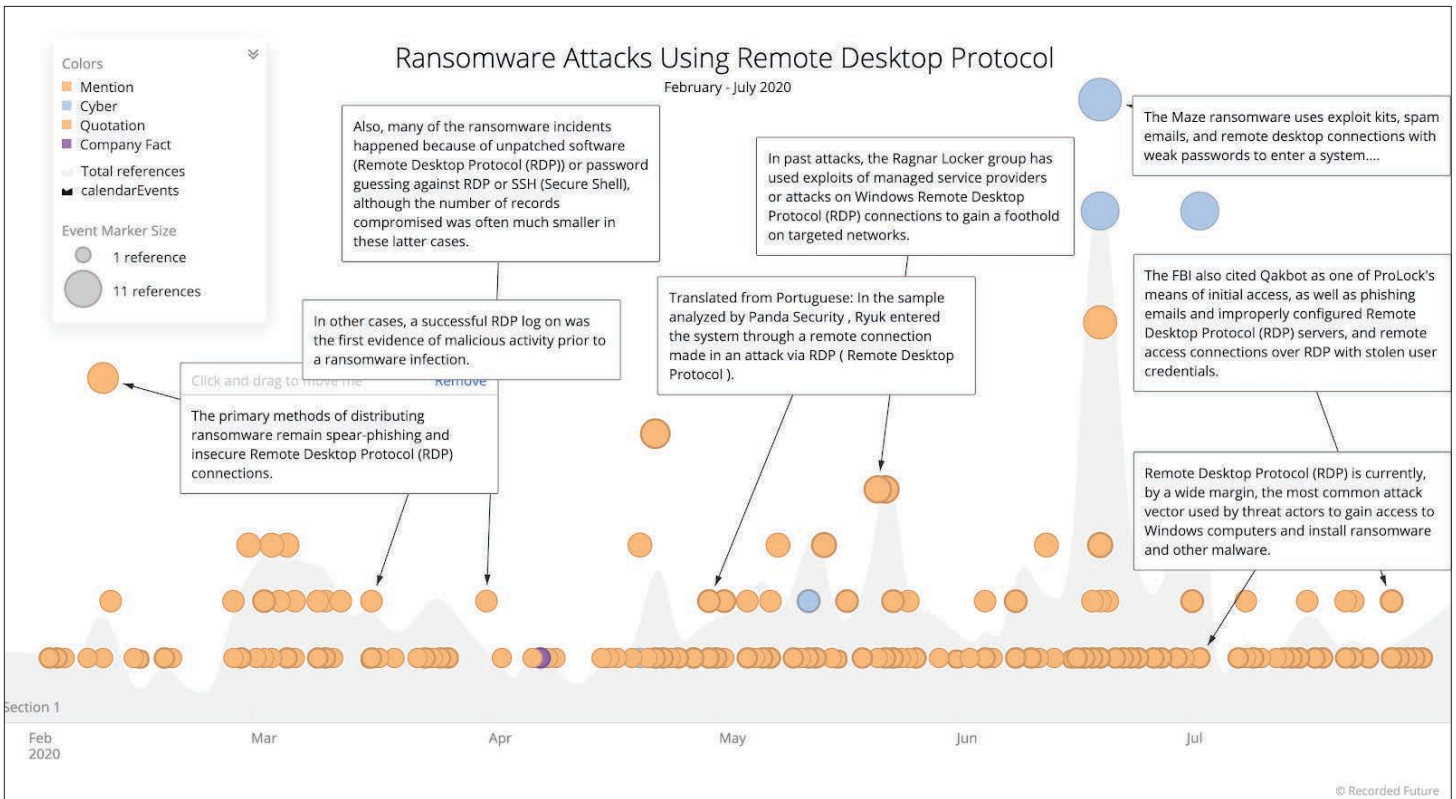 Ransomware Attacks Using Remote Desktop Protocol
February - July 2020
Colors
Mention
Cyber
Quotation
Company Fact
Total references
calendarEvents
Event Marker Size
1 reference
11 references
Also, many of the ransomware incidents
happened because of unpatched software
(Remote Desktop Protocol (RDP)) or password
guessing against RDP or SSH (Secure Shell),
although the number of records
compromised was often much smaller in
these latter cases.
In other cases, a successful RDP log on was
the first evidence of malicious activity prior to
a ransomware infection.
Click and drag to move me
Remove
The primary methods of distributing
ransomware remain spear-phishing and
insecure Remote Desktop Protocol (RDP)
connections.
In past attacks, the Ragnar Locker group has
used exploits of managed service providers
or attacks on Windows Remote Desktop
Protocol (RDP) connections to gain a foothold
on targeted networks.
Translated from Portuguese: In the sample
analyzed by Panda Security , Ryuk entered
the system through a remote connection
made in an attack via RDP ( Remote Desktop
Protocol ).
The Maze ransomware uses exploit kits, spam
emails, and remote desktop connections with
weak passwords to enter a system....
The FBI also cited Qakbot as one of ProLock's
means of initial access, as well as phishing
emails and improperly configured Remote
Desktop Protocol (RDP) servers, and remote
access connections over RDP with stolen user
credentials.
Remote Desktop Protocol (RDP) is currently,
by a wide margin, the most common attack
vector used by threat actors to gain access to
Windows computers and install ransomware
and other malware.
Section 1
Feb
2020
Mar
Apr
May
Jun
Jul
© Recorded Future